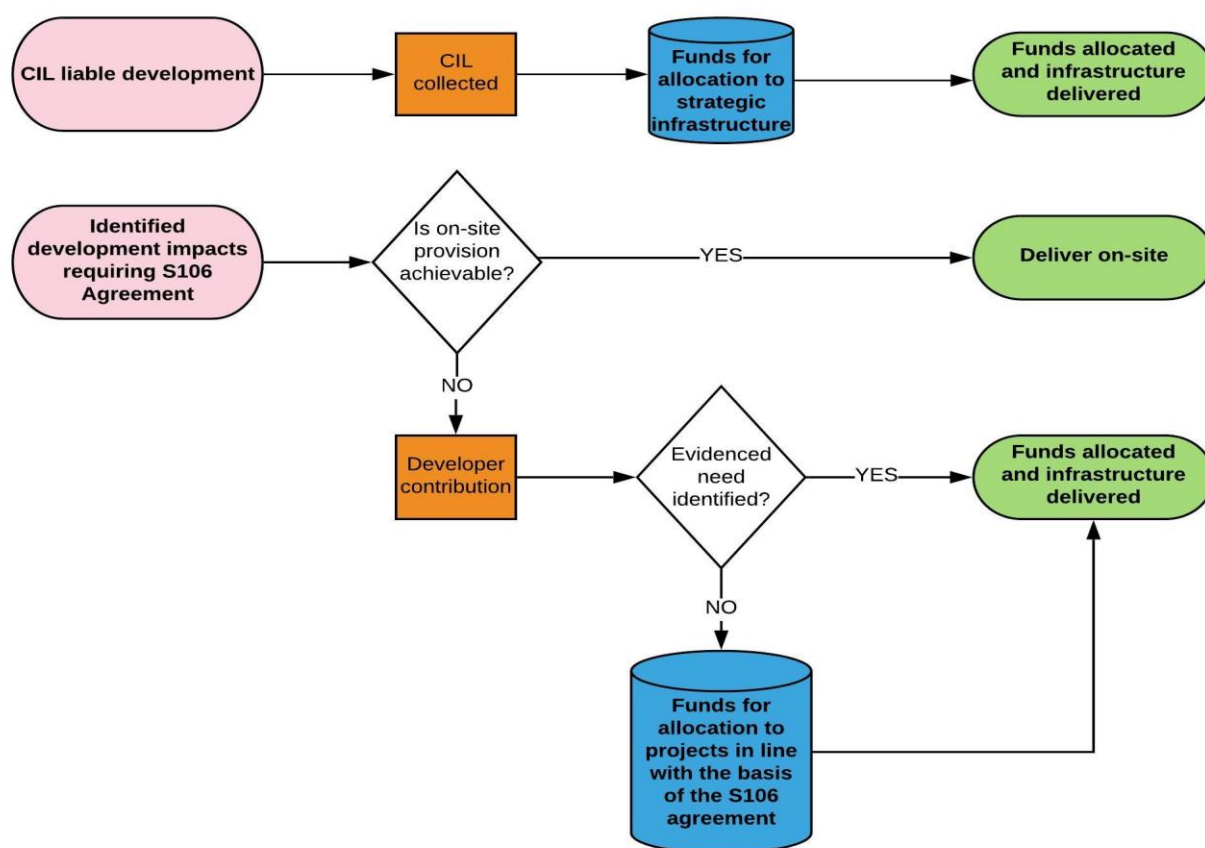 CIL liable development
CIL
collected
Funds for
allocation to
strategic
infrastructure
Funds allocated
and infrastructure
delivered
Identified
development impacts
requiring S106
Agreement
Is on-site
provision
achievable?
YES
Deliver on-site
NO
Developer
contribution
Evidenced
need
identified?
YES
Funds allocated
and infrastructure
delivered
NO
Funds for
allocation to
projects in line
with the basis
of the S106
agreement